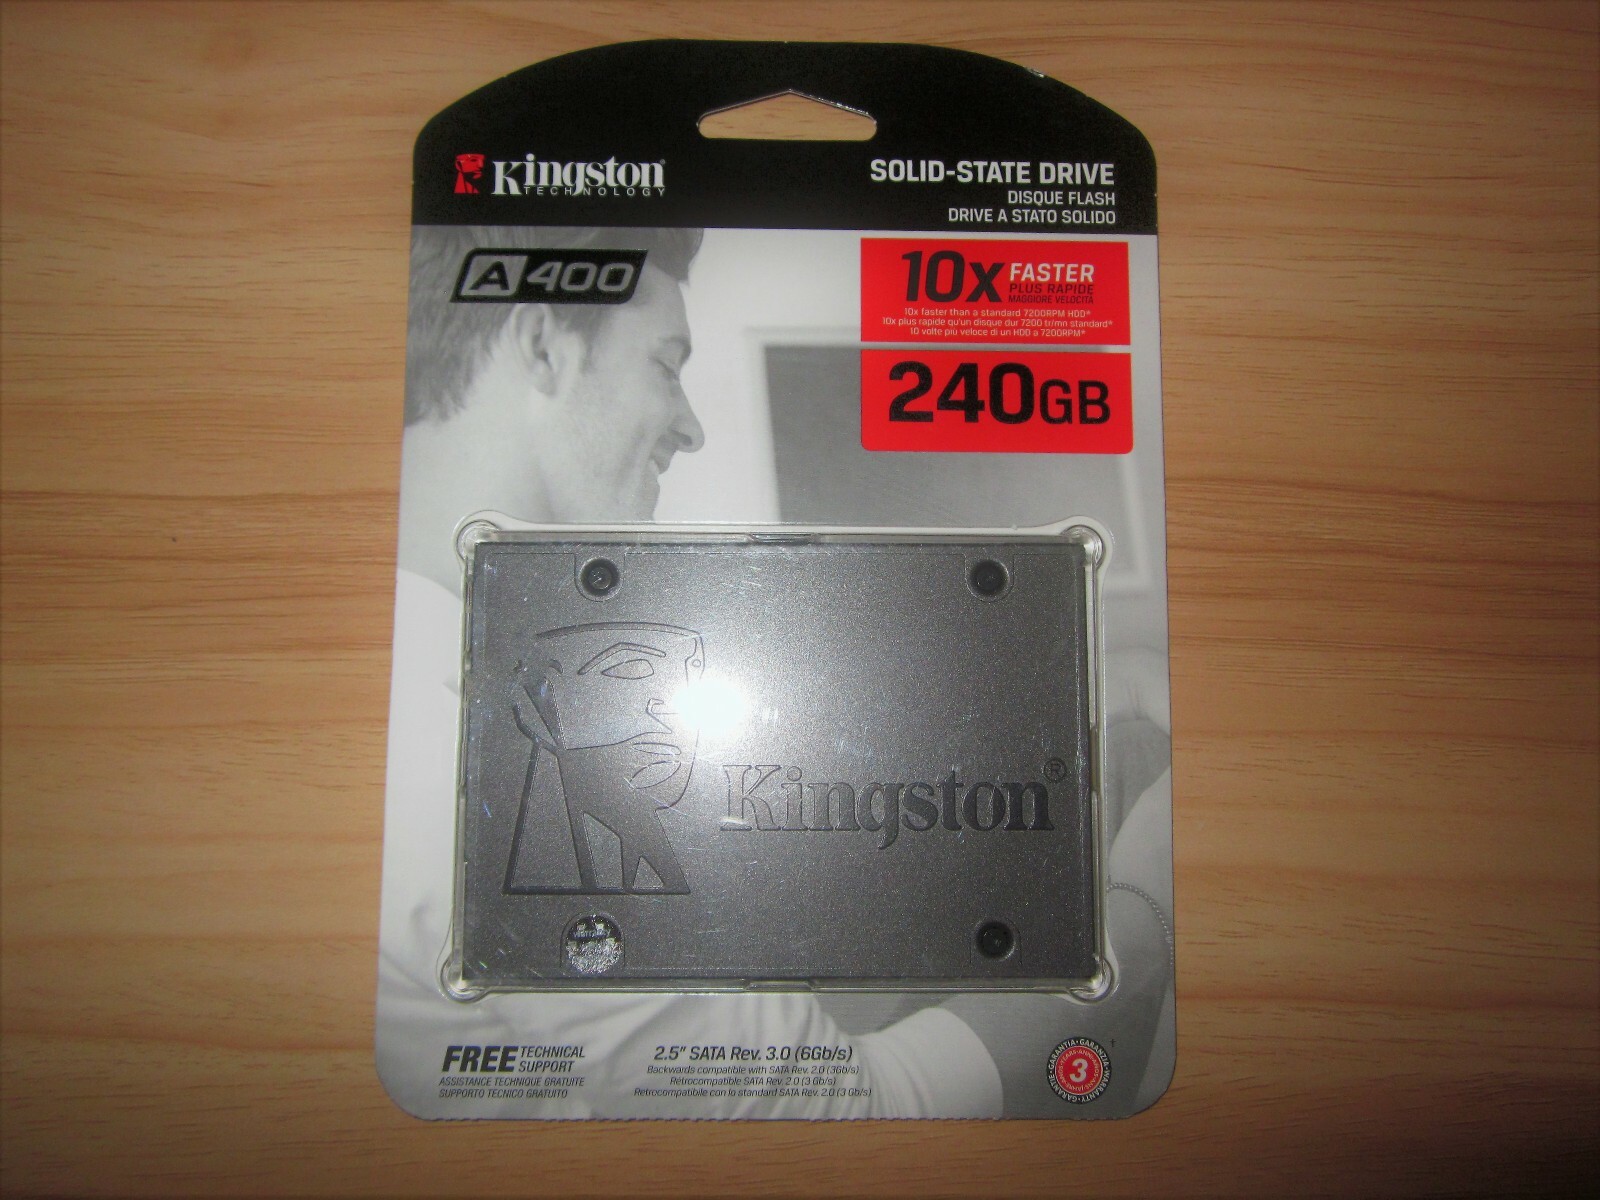 Kingston
TECHNOLOGY
SOLID-STATE DRIVE
DISQUE FLASH
DRIVE A STATO SOLIDO
A400
10x FASTER
PLUS RAPIDE
MAGGIORE VELOCITÀ
10x faster than a standard 7200RPM HDD*
10x plus rapide qu'un disque dur 7200 tr/mn standard*
10 volte più veloce di un HDD a 7200RPM*
240GB
Kingston®
FREE TECHNICAL SUPPORT
ASSISTANCE TECHNIQUE GRATUITE
SUPPORTO TECNICO GRATUITO
2.5" SATA Rev. 3.0 (6Gb/s)
Backwards compatible with SATA Rev. 2.0 (3Gb/s)
Rétrocompatible SATA Rev. 2.0 (3 Gb/s)
Retrocompatibile con lo standard SATA Rev. 2.0 (3 Gb/s)
GARANTIE·GARANTIA·GARANZIA·WARRANTY
3
†